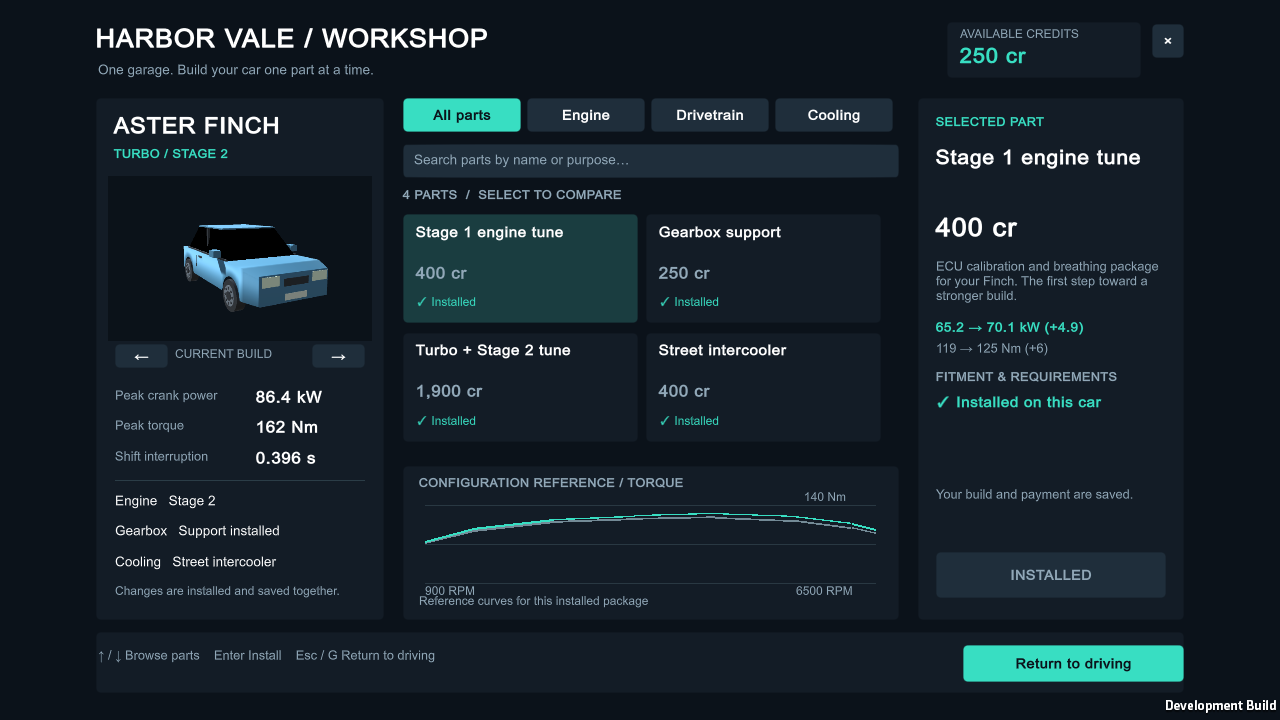 HARBOR VALE / WORKSHOP
One garage. Build your car one part at a time.
AVAILABLE CREDITS
250 cr
×
ASTER FINCH
TURBO / STAGE 2
← CURRENT BUILD →
Peak crank power 86.4 kW
Peak torque 162 Nm
Shift interruption 0.396 s
Engine Stage 2
Gearbox Support installed
Cooling Street intercooler
Changes are installed and saved together.
All parts Engine Drivetrain Cooling
Search parts by name or purpose…
4 PARTS / SELECT TO COMPARE
Stage 1 engine tune
400 cr
✓ Installed
Gearbox support
250 cr
✓ Installed
Turbo + Stage 2 tune
1,900 cr
✓ Installed
Street intercooler
400 cr
✓ Installed
CONFIGURATION REFERENCE / TORQUE
140 Nm
900 RPM 6500 RPM
Reference curves for this installed package
SELECTED PART
Stage 1 engine tune
400 cr
ECU calibration and breathing package
for your Finch. The first step toward a
stronger build.
65.2 → 70.1 kW (+4.9)
119 → 125 Nm (+6)
FITMENT & REQUIREMENTS
✓ Installed on this car
Your build and payment are saved.
INSTALLED
↑ / ↓ Browse parts Enter Install Esc / G Return to driving
Return to driving
Development Build